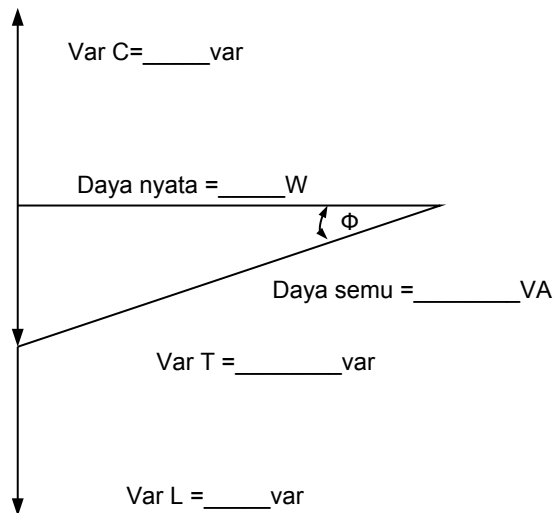 Var C=_____var
Daya nyata =_____W
Φ
Daya semu =________VA
Var T =________var
Var L =_____var